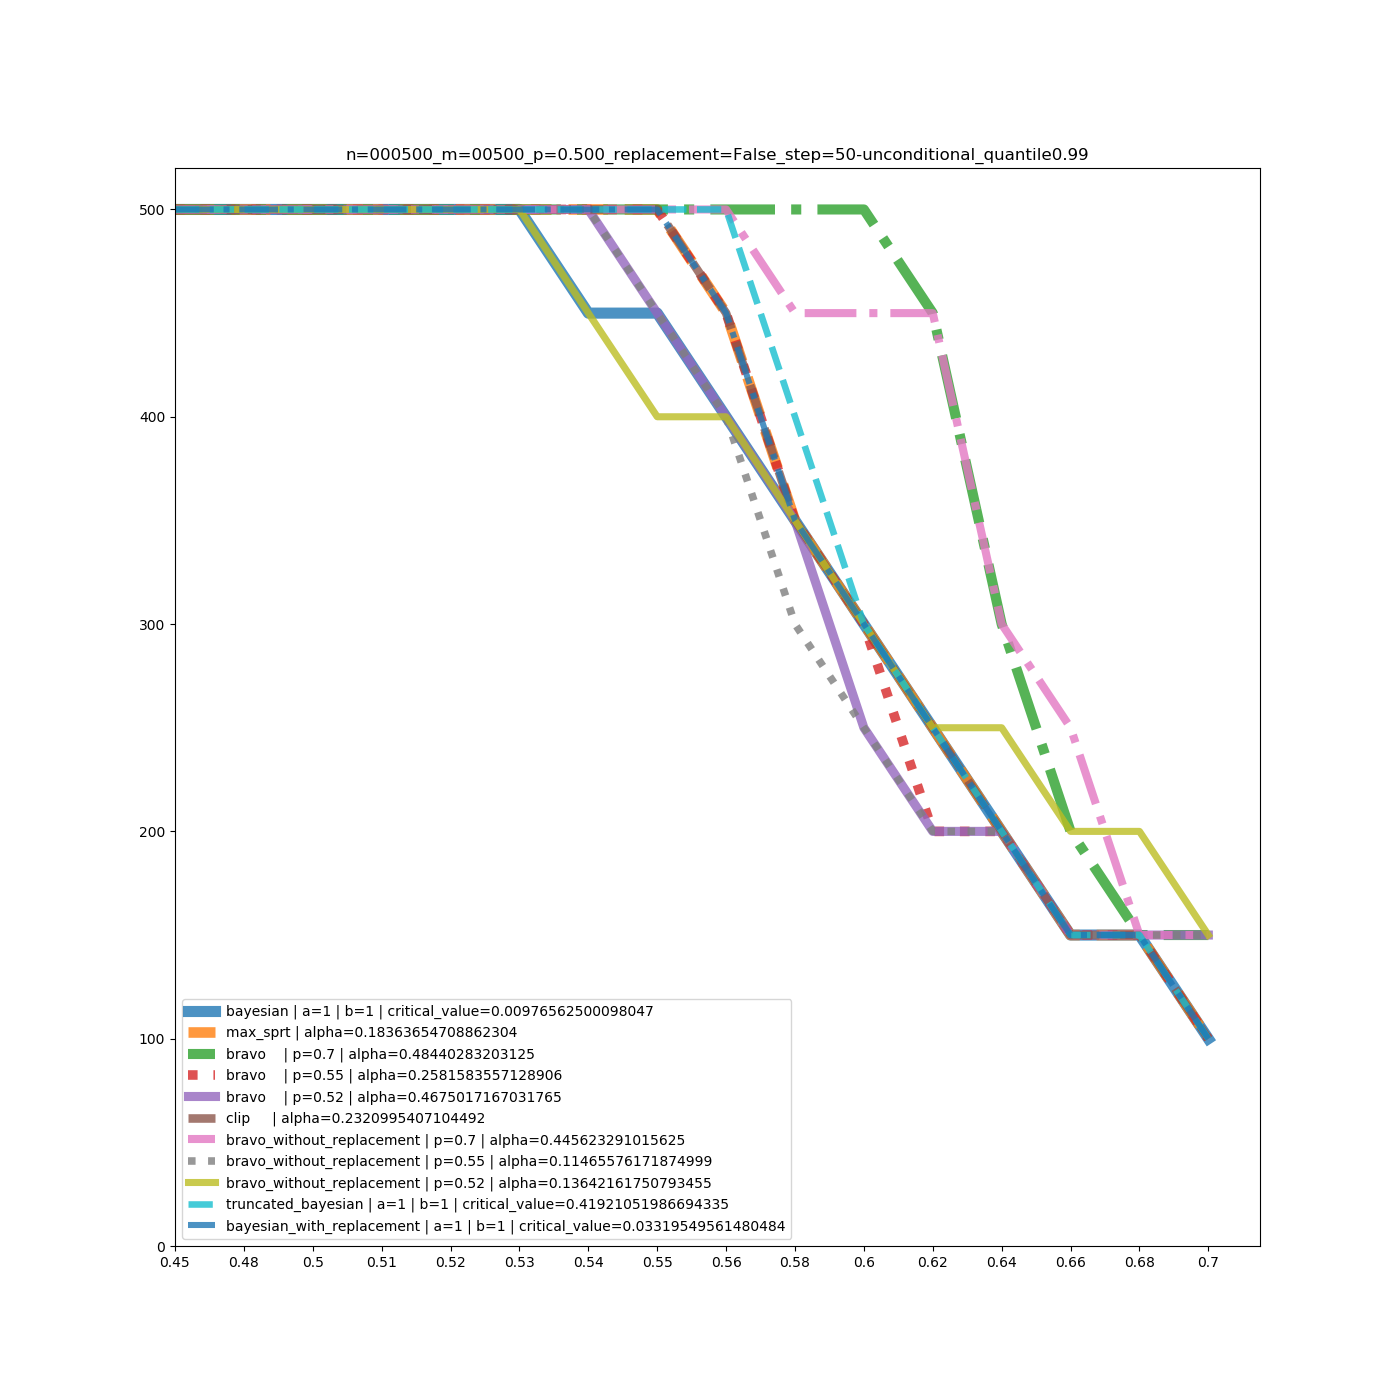 n=000500_m=00500_p=0.500_replacement=False_step=50-unconditional_quantile0.99
500
400
300
200
100
0
bayesian | a=1 | b=1 | critical_value=0.00976562500098047
max_sprt | alpha=0.18363654708862304
bravo | p=0.7 | alpha=0.48440283203125
bravo | p=0.55 | alpha=0.2581583557128906
bravo | p=0.52 | alpha=0.4675017167031765
clip | alpha=0.2320995407104492
bravo_without_replacement | p=0.7 | alpha=0.445623291015625
bravo_without_replacement | p=0.55 | alpha=0.11465576171874999
bravo_without_replacement | p=0.52 | alpha=0.13642161750793455
truncated_bayesian | a=1 | b=1 | critical_value=0.41921051986694335
bayesian_with_replacement | a=1 | b=1 | critical_value=0.03319549561480484
0.45 0.48 0.5 0.51 0.52 0.53 0.54 0.55 0.56 0.58 0.6 0.62 0.64 0.66 0.68 0.7